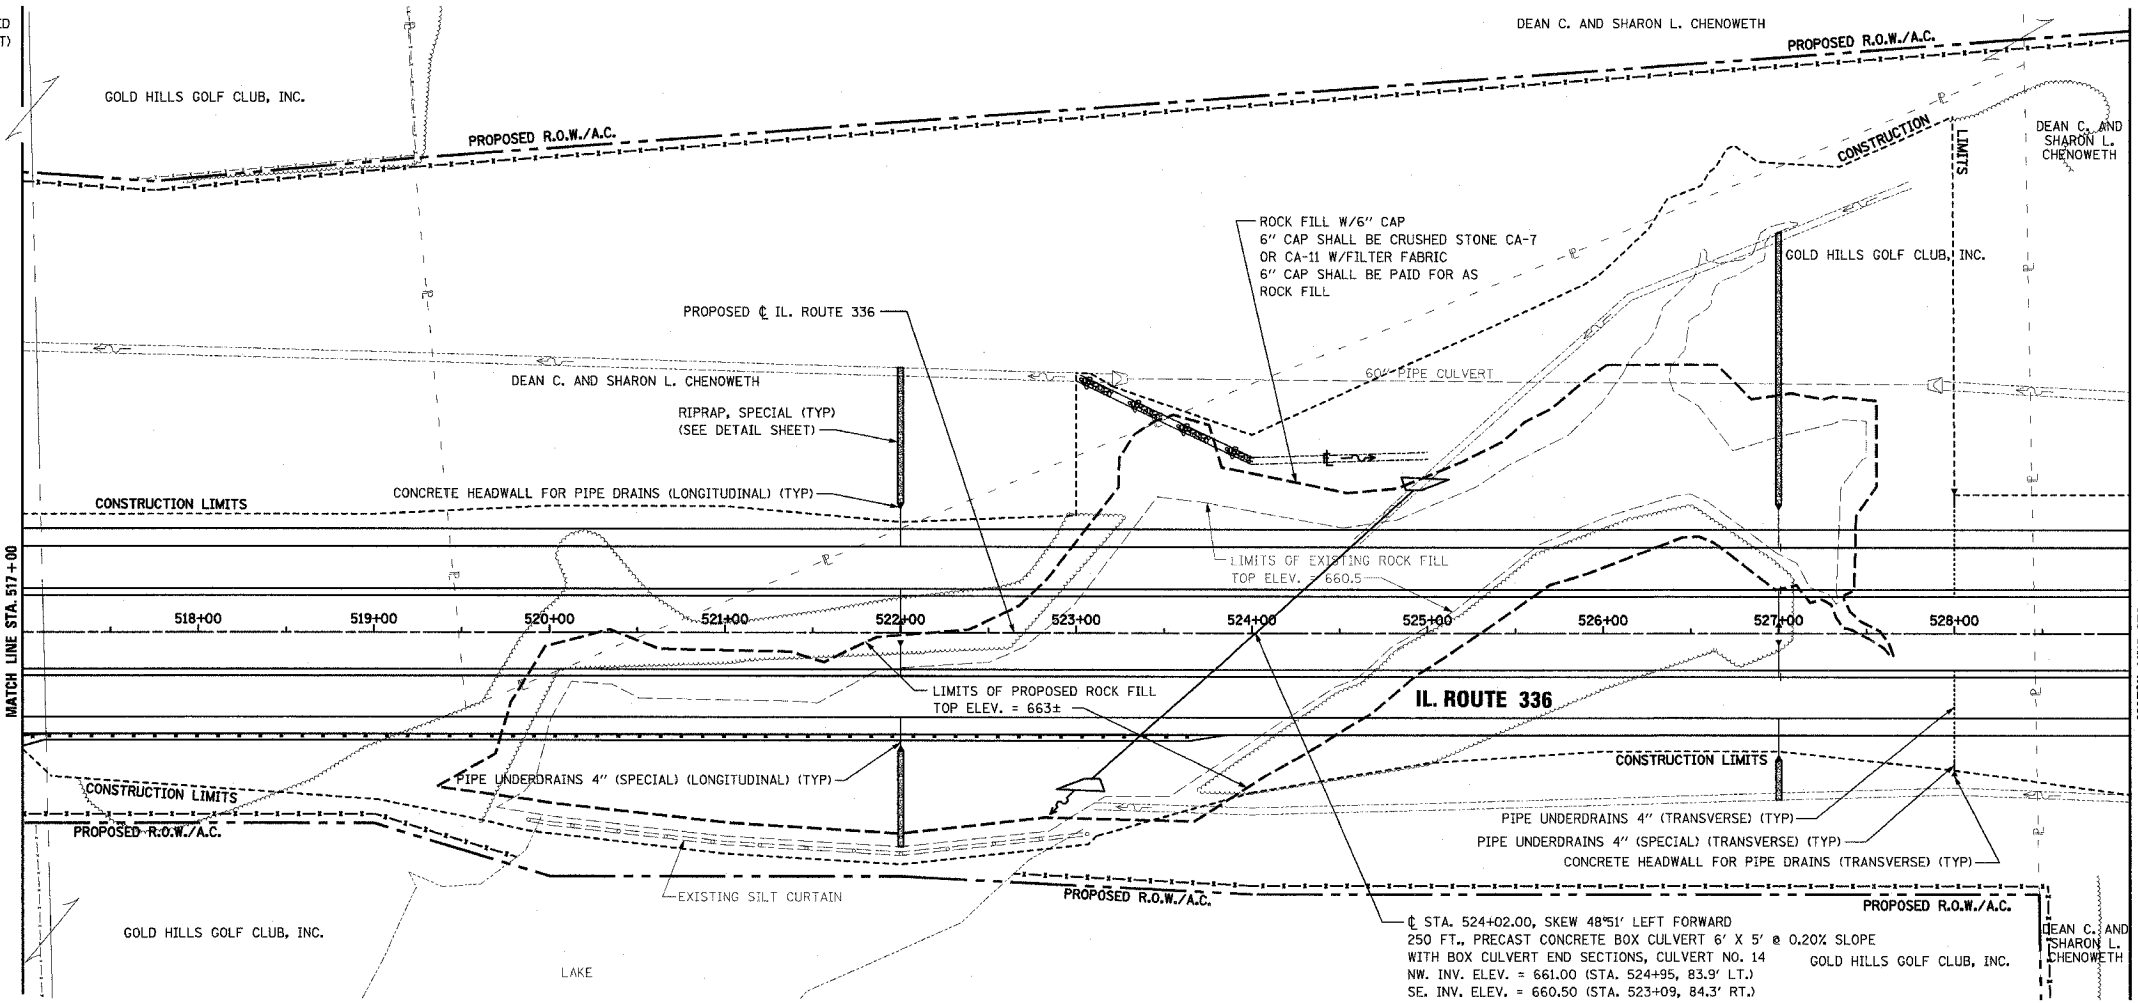 DEAN C. AND SHARON L. CHENOWETH
PROPOSED R.O.W./A.C.
GOLD HILLS GOLF CLUB, INC.
PROPOSED R.O.W./A.C.
CONSTRUCTION
LIMITS
DEAN C. AND
SHARON L.
CHENOWETH
ROCK FILL W/6" CAP
6" CAP SHALL BE CRUSHED STONE CA-7
OR CA-11 W/FILTER FABRIC
6" CAP SHALL BE PAID FOR AS
ROCK FILL
GOLD HILLS GOLF CLUB, INC.
PROPOSED ℄ IL. ROUTE 336
DEAN C. AND SHARON L. CHENOWETH
60" PIPE CULVERT
RIPRAP, SPECIAL (TYP)
(SEE DETAIL SHEET)
CONCRETE HEADWALL FOR PIPE DRAINS (LONGITUDINAL) (TYP)
CONSTRUCTION LIMITS
LIMITS OF EXISTING ROCK FILL
TOP ELEV. = 660.5
MATCH LINE STA. 517+00
518+00
519+00
520+00
521+00
522+00
523+00
524+00
525+00
526+00
527+00
528+00
LIMITS OF PROPOSED ROCK FILL
TOP ELEV. = 663±
IL. ROUTE 336
PIPE UNDERDRAINS 4" (SPECIAL) (LONGITUDINAL) (TYP)
CONSTRUCTION LIMITS
CONSTRUCTION LIMITS
PROPOSED R.O.W./A.C.
PIPE UNDERDRAINS 4" (TRANSVERSE) (TYP)
PIPE UNDERDRAINS 4" (SPECIAL) (TRANSVERSE) (TYP)
CONCRETE HEADWALL FOR PIPE DRAINS (TRANSVERSE) (TYP)
EXISTING SILT CURTAIN
PROPOSED R.O.W./A.C.
PROPOSED R.O.W./A.C.
GOLD HILLS GOLF CLUB, INC.
LAKE
℄ STA. 524+02.00, SKEW 48°51' LEFT FORWARD
250 FT., PRECAST CONCRETE BOX CULVERT 6' X 5' @ 0.20% SLOPE
WITH BOX CULVERT END SECTIONS, CULVERT NO. 14
NW. INV. ELEV. = 661.00 (STA. 524+95, 83.9' LT.)
SE. INV. ELEV. = 660.50 (STA. 523+09, 84.3' RT.)
GOLD HILLS GOLF CLUB, INC.
DEAN C. AND
SHARON L.
CHENOWETH